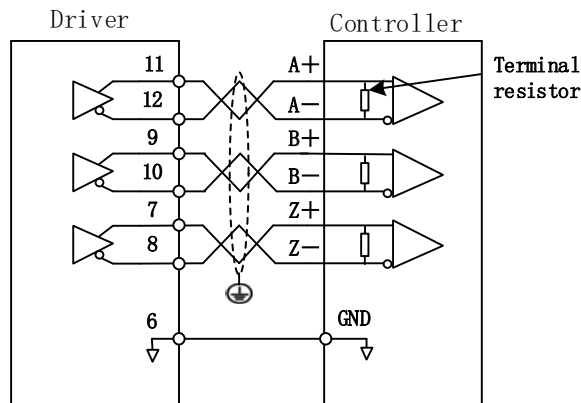 Driver
Controller
11
A+
Terminal
resistor
12
A-
9
B+
10
B-
7
Z+
8
Z-
6
GND